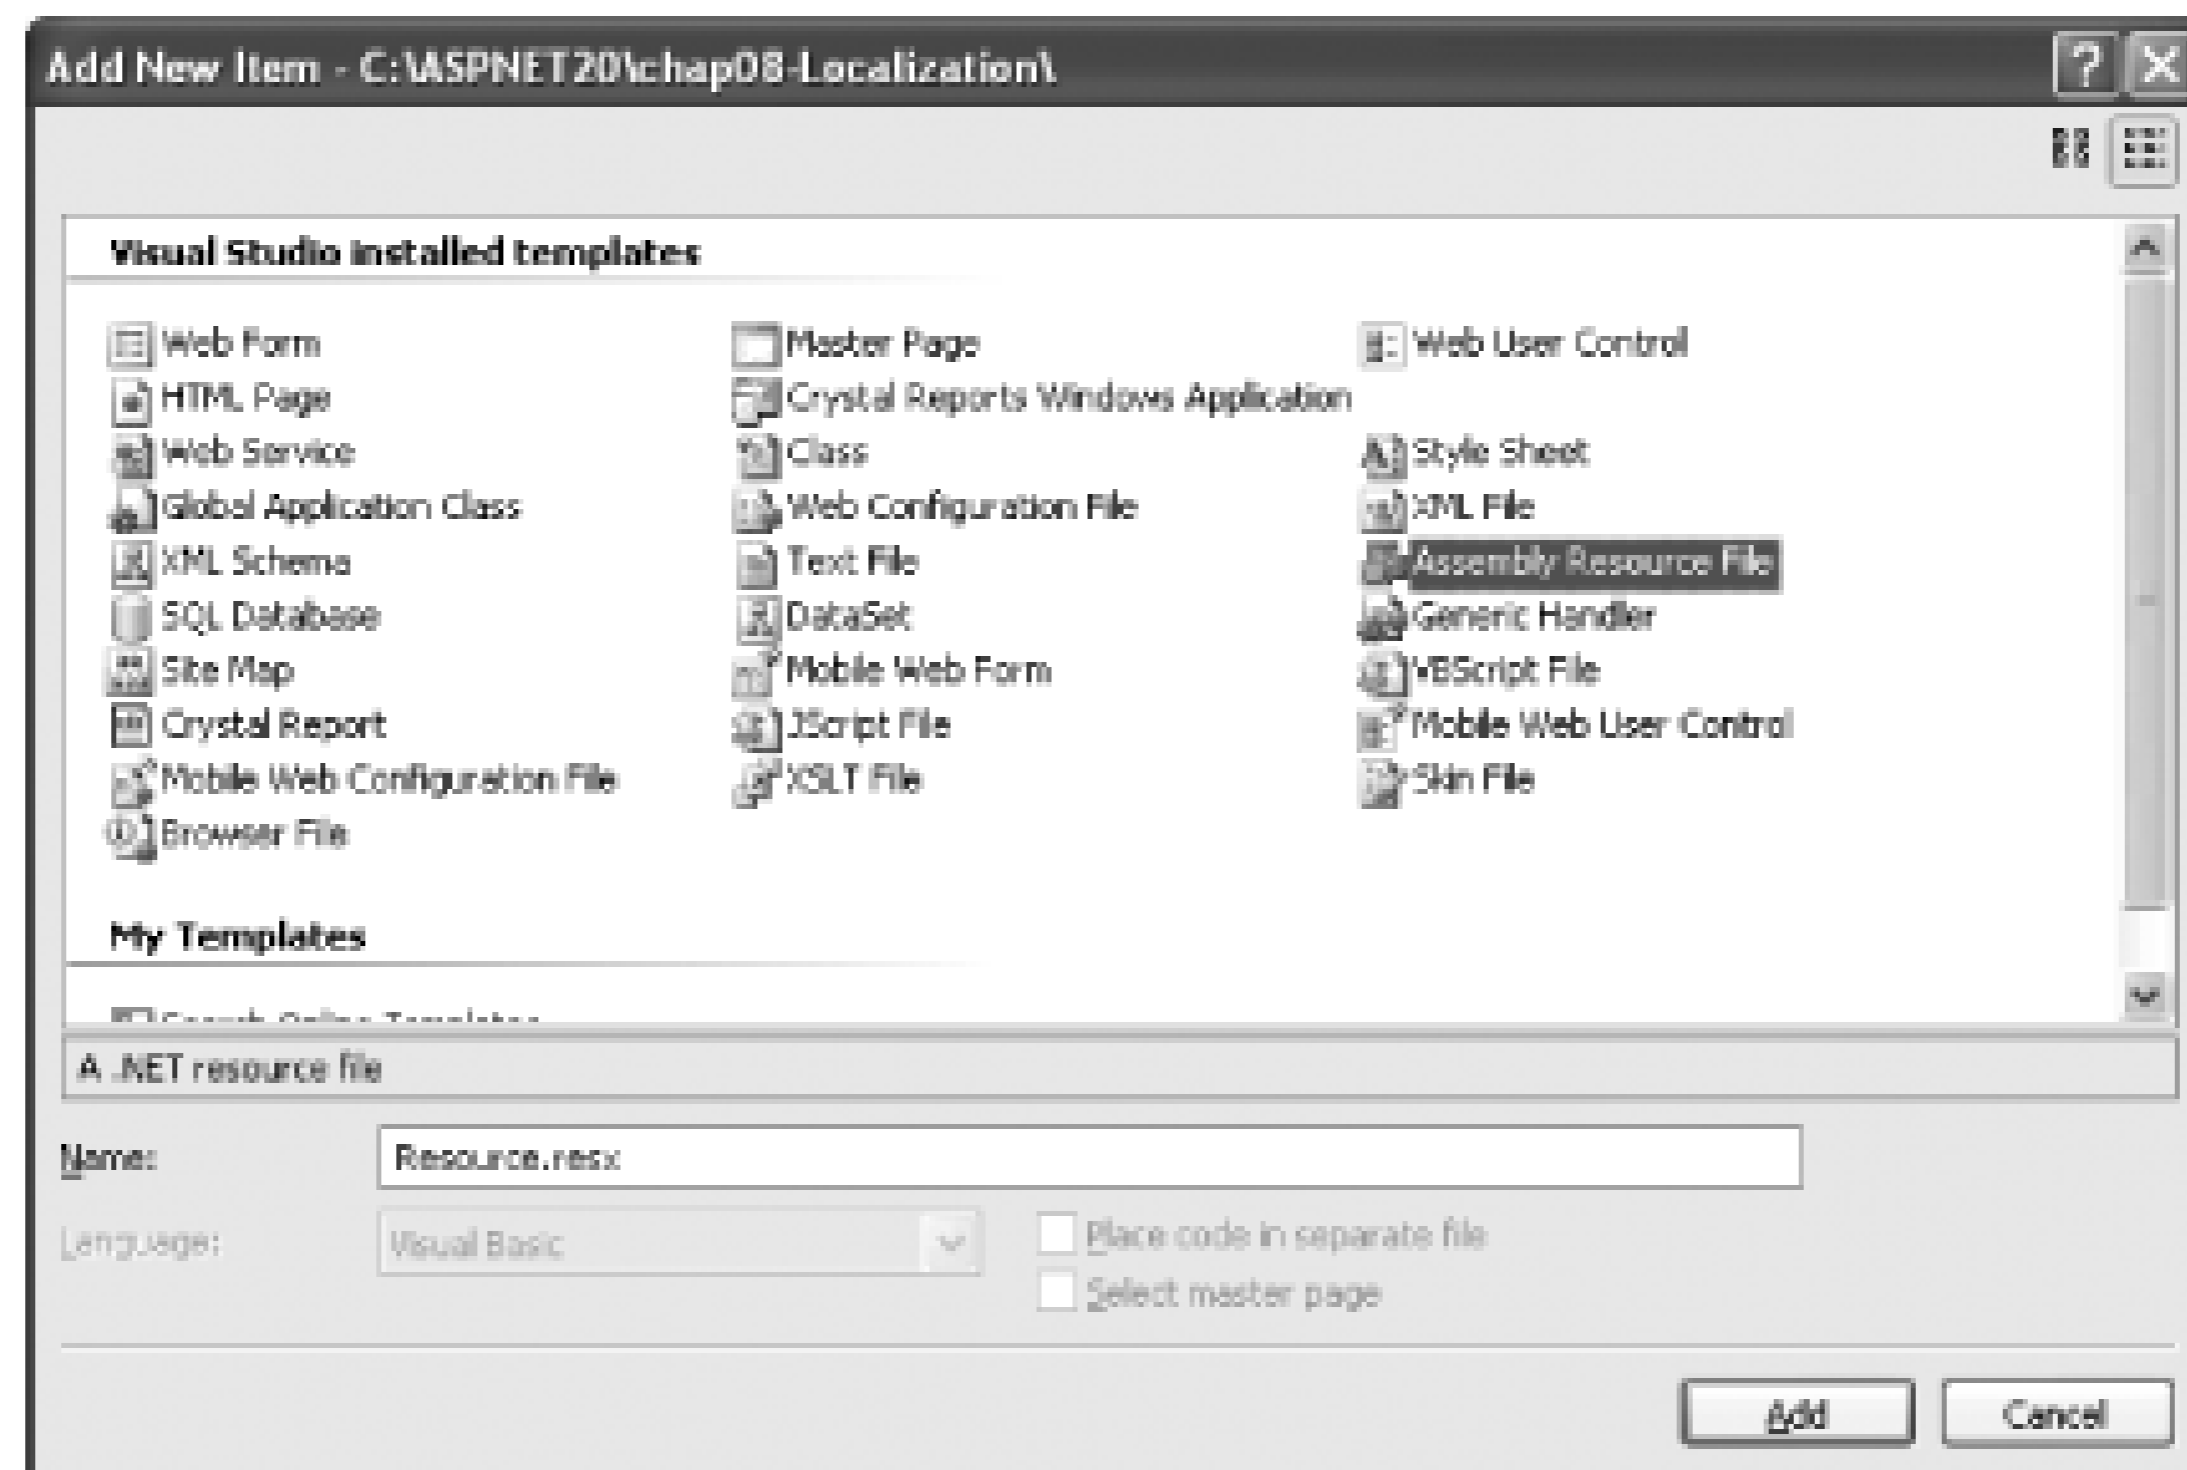 Add New Item - C:\ASPNET20\chap08-Localization\
Visual Studio installed templates
Web Form Master Page Web User Control
HTML Page Crystal Reports Windows Application
Web Service Class Style Sheet
Global Application Class Web Configuration File XML File
XML Schema Text File Assembly Resource File
SQL Database DataSet Generic Handler
Site Map Mobile Web Form VBScript File
Crystal Report JScript File Mobile Web User Control
Mobile Web Configuration File XSLT File Skin File
Browser File
My Templates
Search Online Templates
A .NET resource file
Name: Resource.resx
Language: Visual Basic Place code in separate file
Select master page
Add Cancel